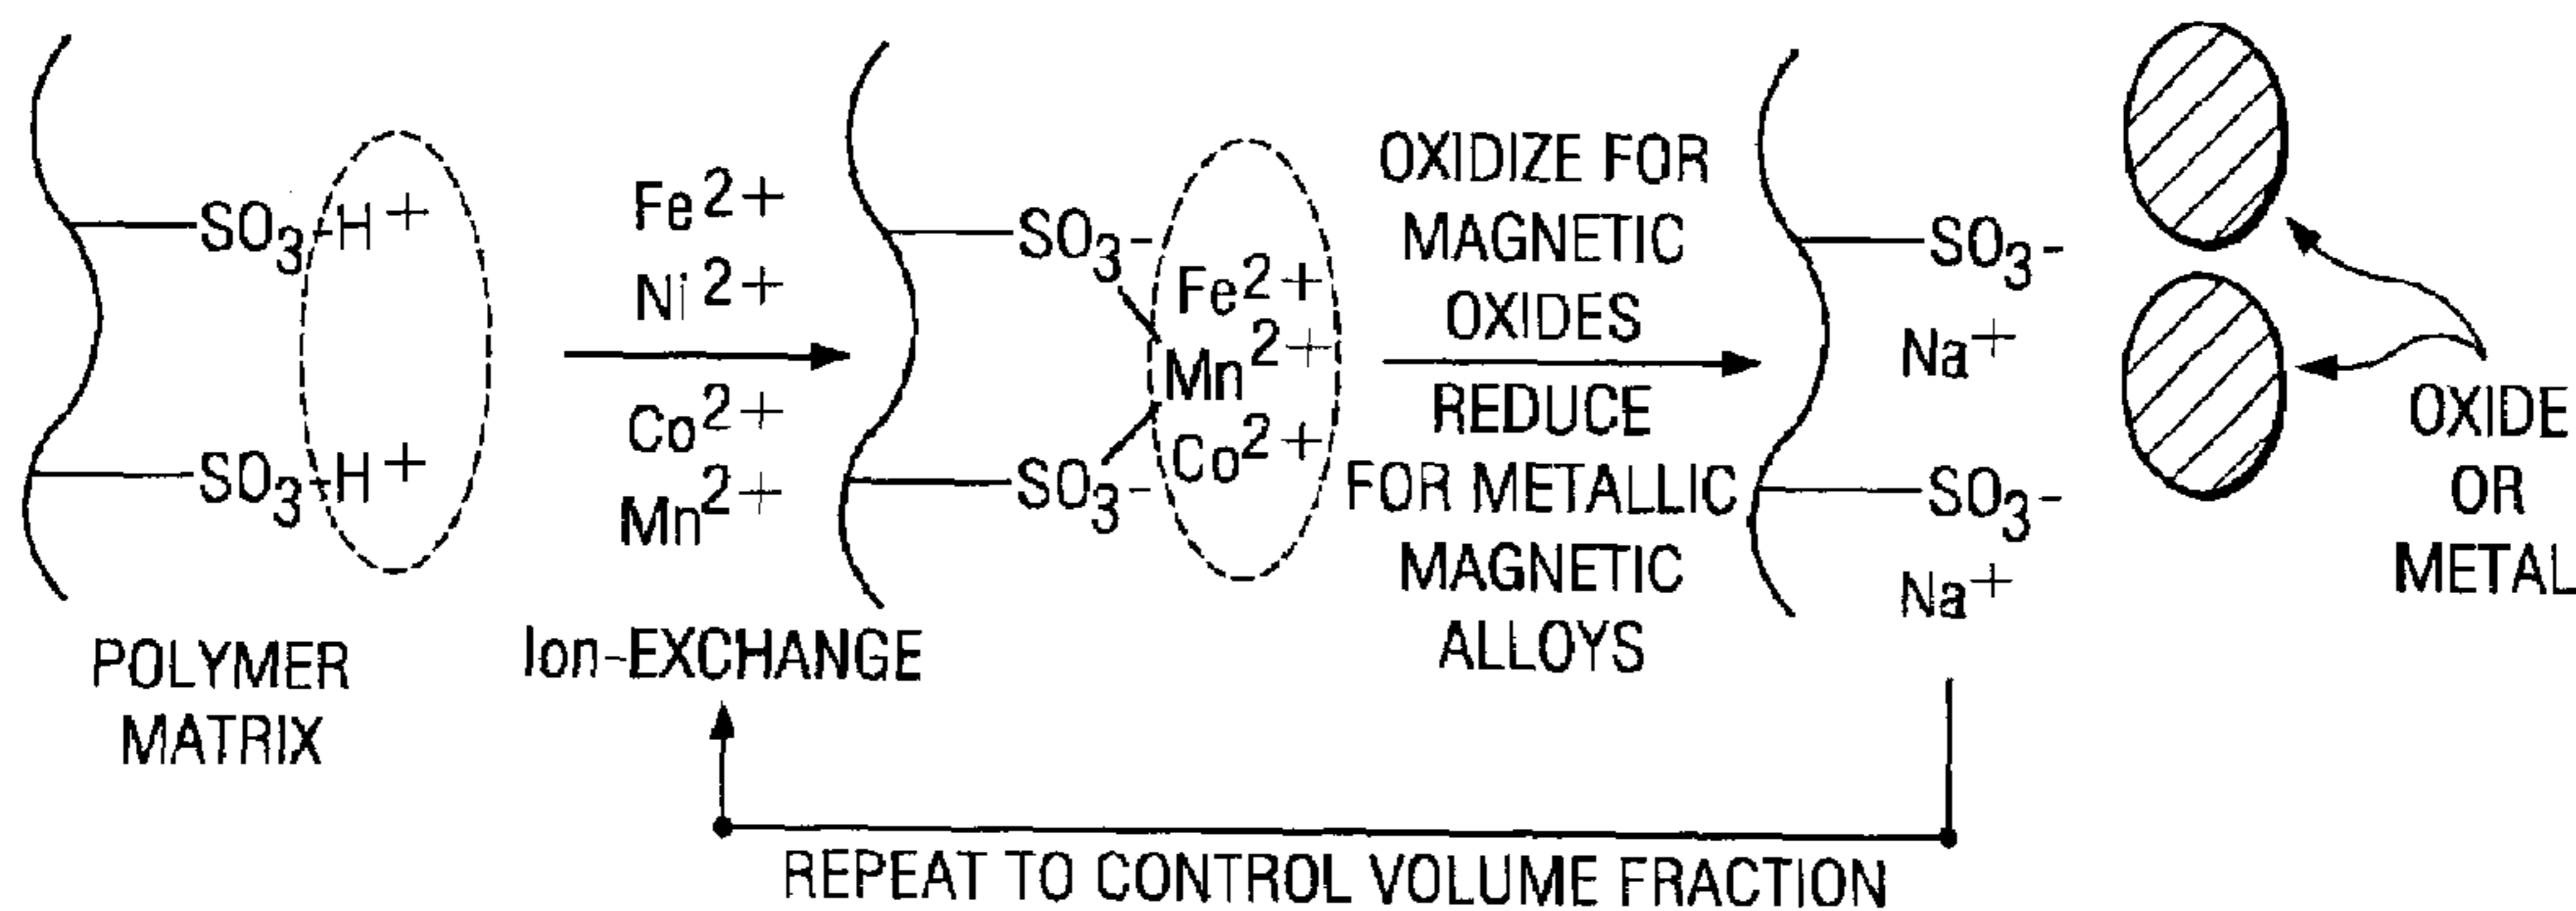 SO3-H+
SO3-H+
POLYMER
MATRIX
Fe2+
Ni2+
Co2+
Mn2+
Ion-EXCHANGE
SO3-
Fe2+
Mn2+
Co2+
SO3-
OXIDIZE FOR
MAGNETIC
OXIDES
REDUCE
FOR METALLIC
MAGNETIC
ALLOYS
SO3-
Na+
SO3-
Na+
OXIDE
OR
METAL
REPEAT TO CONTROL VOLUME FRACTION